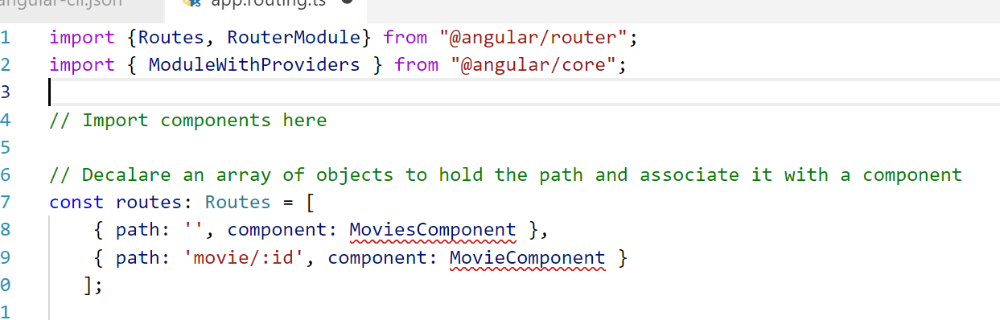 angular-cli.json app.routing.ts
1 import {Routes, RouterModule} from "@angular/router";
2 import { ModuleWithProviders } from "@angular/core";
3
4 // Import components here
5
6 // Decalare an array of objects to hold the path and associate it with a component
7 const routes: Routes = [
8 { path: '', component: MoviesComponent },
9 { path: 'movie/:id', component: MovieComponent }
0 ];
1